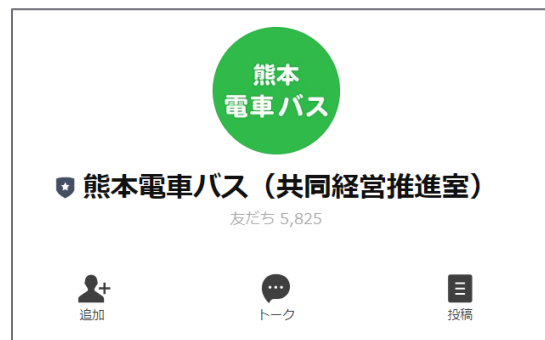 熊本
電車バス
熊本電車バス（共同経営推進室）
友だち 5,825
追加
トーク
投稿